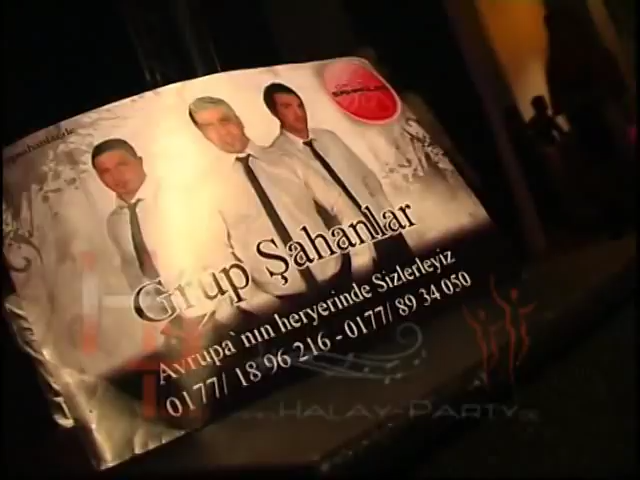 Grup Şahanlar
Avrupa`nın heryerinde Sizlerleyiz
0177/ 18 96 216 - 0177/ 89 34 050
HALAY-PARTY